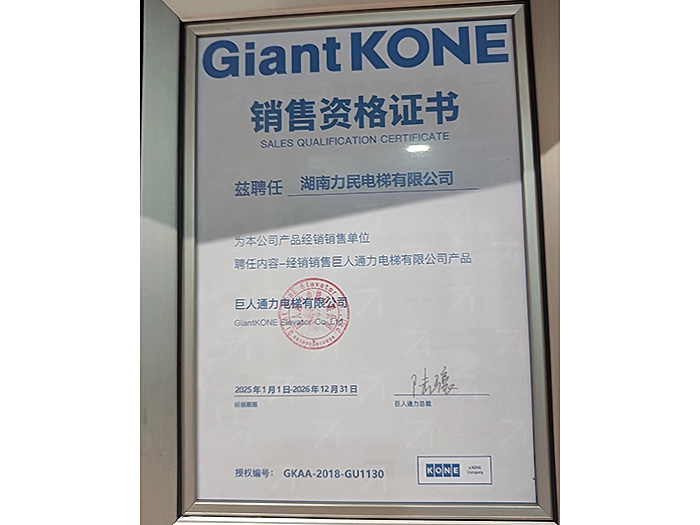 GiantKONE
销售资格证书
SALES QUALIFICATION CERTIFICATE
兹聘任 湖南力民电梯有限公司
为本公司产品经销销售单位
聘任内容-经销销售巨人通力电梯有限公司产品
巨人通力电梯有限公司
GiantKONE Elevator Co., Ltd.
2025年1月1日-2026年12月31日
经销期限
巨人通力总裁
授权编号: GKAA-2018-GU1130
KONE
a KONE
Company